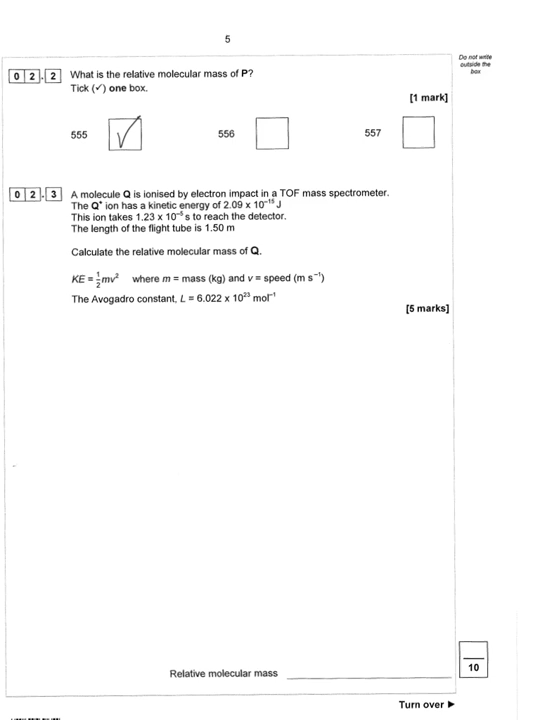 5
Do not write
outside the
box
0 2 . 2 What is the relative molecular mass of P?
Tick (✓) one box.
[1 mark]
555 ✓ 556 557
0 2 . 3 A molecule Q is ionised by electron impact in a TOF mass spectrometer.
The Q⁺ ion has a kinetic energy of 2.09 x 10⁻¹⁵ J
This ion takes 1.23 x 10⁻⁵ s to reach the detector.
The length of the flight tube is 1.50 m
Calculate the relative molecular mass of Q.
KE = ½mv² where m = mass (kg) and v = speed (m s⁻¹)
The Avogadro constant, L = 6.022 x 10²³ mol⁻¹
[5 marks]
Relative molecular mass
10
Turn over ►